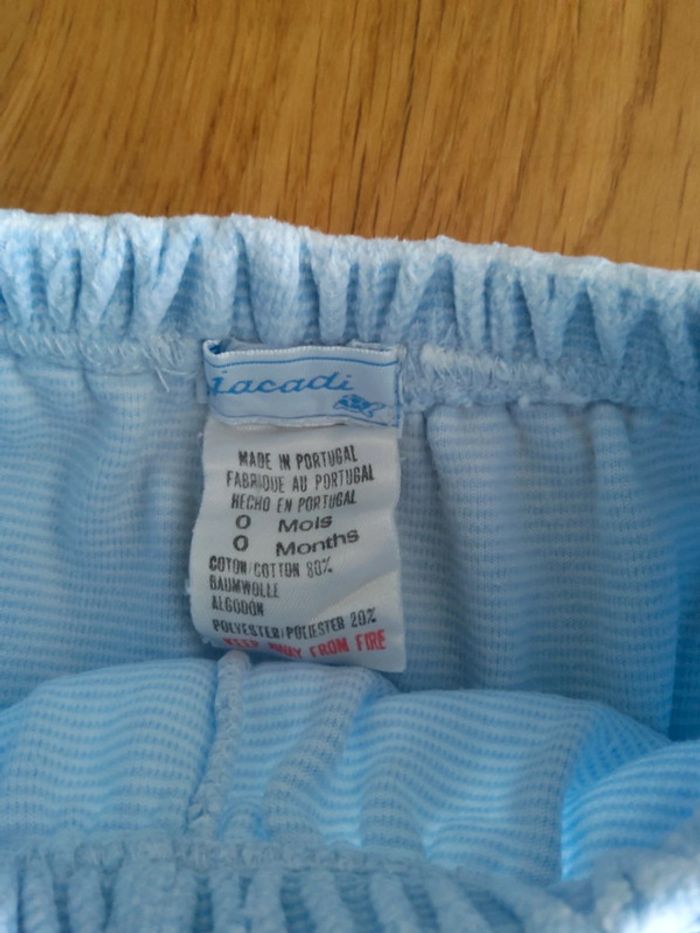 Jacadi
MADE IN PORTUGAL
FABRIQUE AU PORTUGAL
HECHO EN PORTUGAL
0 Mois
0 Months
COTON/COTTON 80%
BAUMWOLLE
ALGODON
POLYESTER/POLIESTER 20%
KEEP AWAY FROM FIRE